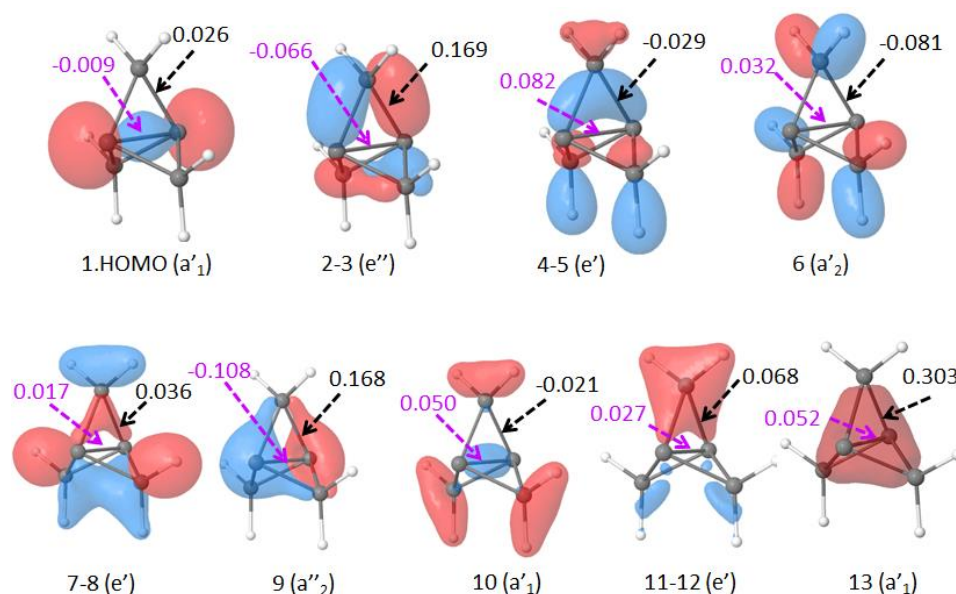 0.026
-0.009
-0.066
0.169
-0.029
0.082
-0.081
0.032
1.HOMO (a'₁)
2-3 (e'')
4-5 (e')
6 (a'₂)
0.017
0.036
-0.108
0.168
0.050
-0.021
0.027
0.068
0.303
0.052
7-8 (e')
9 (a''₂)
10 (a'₁)
11-12 (e')
13 (a'₁)